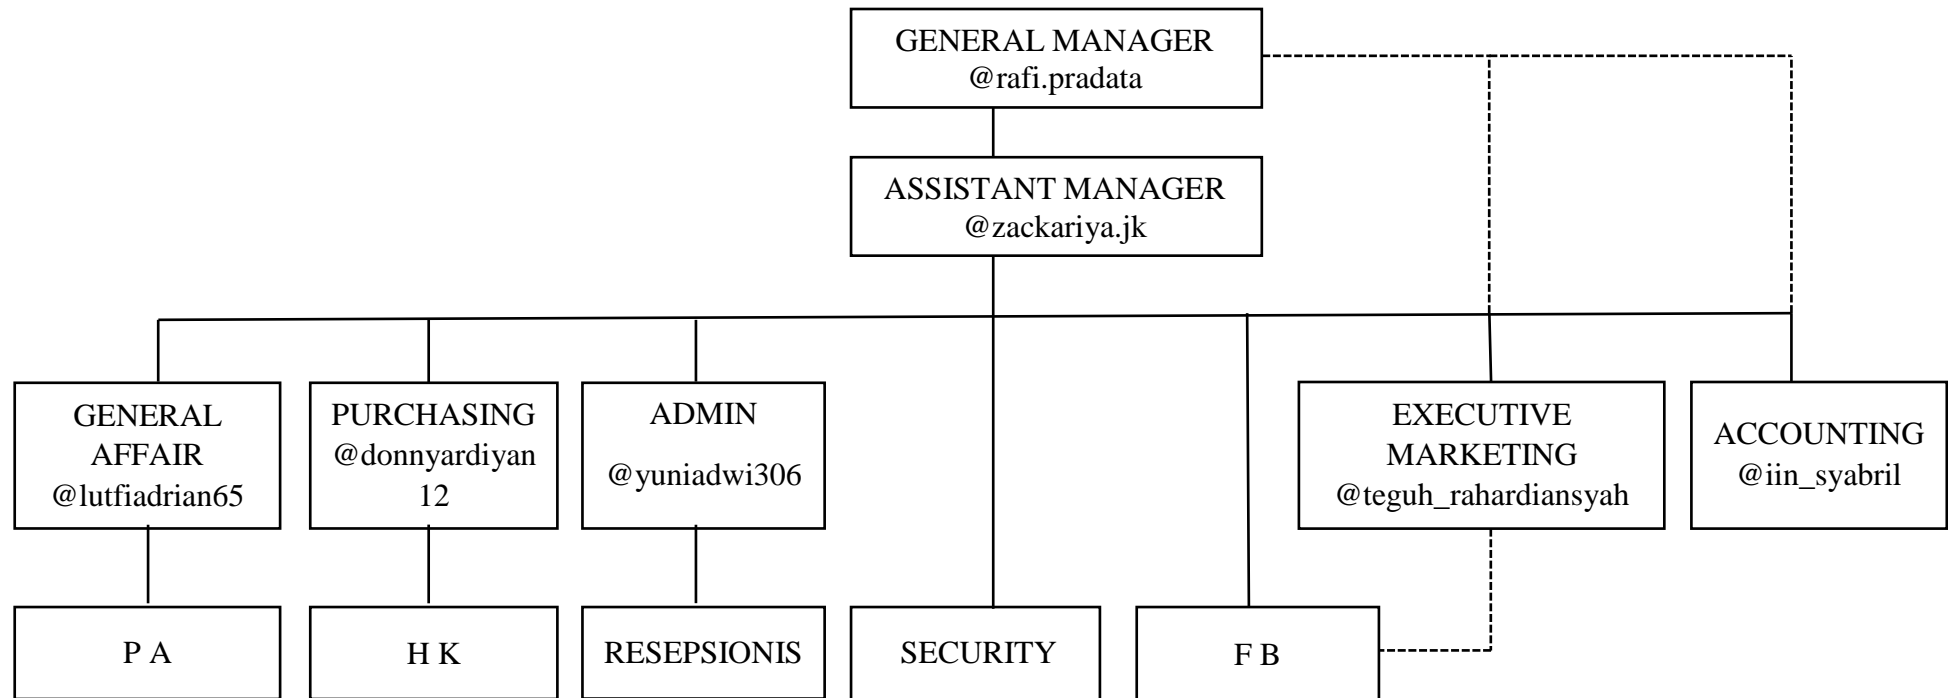 GENERAL MANAGER
@rafi.pradata
ASSISTANT MANAGER
@zackariya.jk
GENERAL
AFFAIR
@lutfiadrian65
PURCHASING
@donnyardiyan
12
ADMIN
@yuniadwi306
EXECUTIVE
MARKETING
@teguh_rahardiansyah
ACCOUNTING
@iin_syabril
P A
H K
RESEPSIONIS
SECURITY
F B